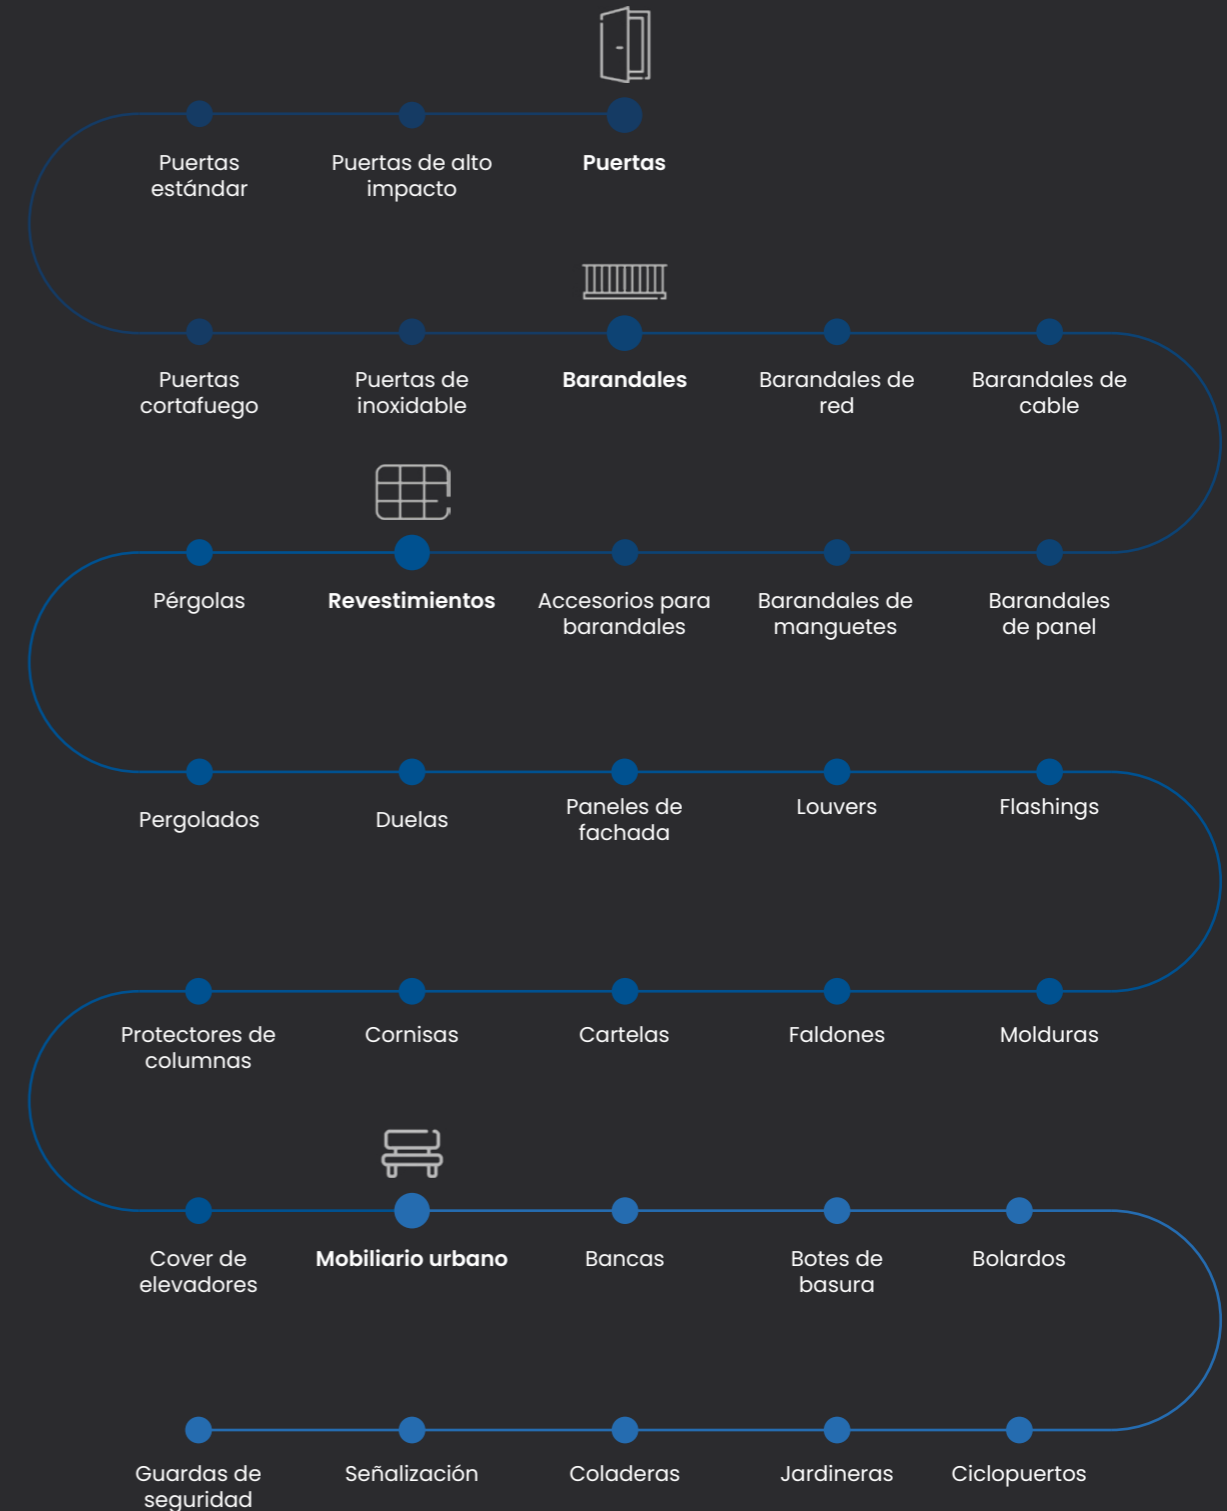 Puertas
estándar
Puertas de alto
impacto
Puertas
Puertas
cortafuego
Puertas de
inoxidable
Barandales
Barandales de
red
Barandales de
cable
Pérgolas
Revestimientos
Accesorios para
barandales
Barandales de
manguetes
Barandales
de panel
Pergolados
Duelas
Paneles de
fachada
Louvers
Flashings
Protectores de
columnas
Cornisas
Cartelas
Faldones
Molduras
Cover de
elevadores
Mobiliario urbano
Bancas
Botes de
basura
Bolardos
Guardas de
seguridad
Señalización
Coladeras
Jardineras
Ciclopuertos